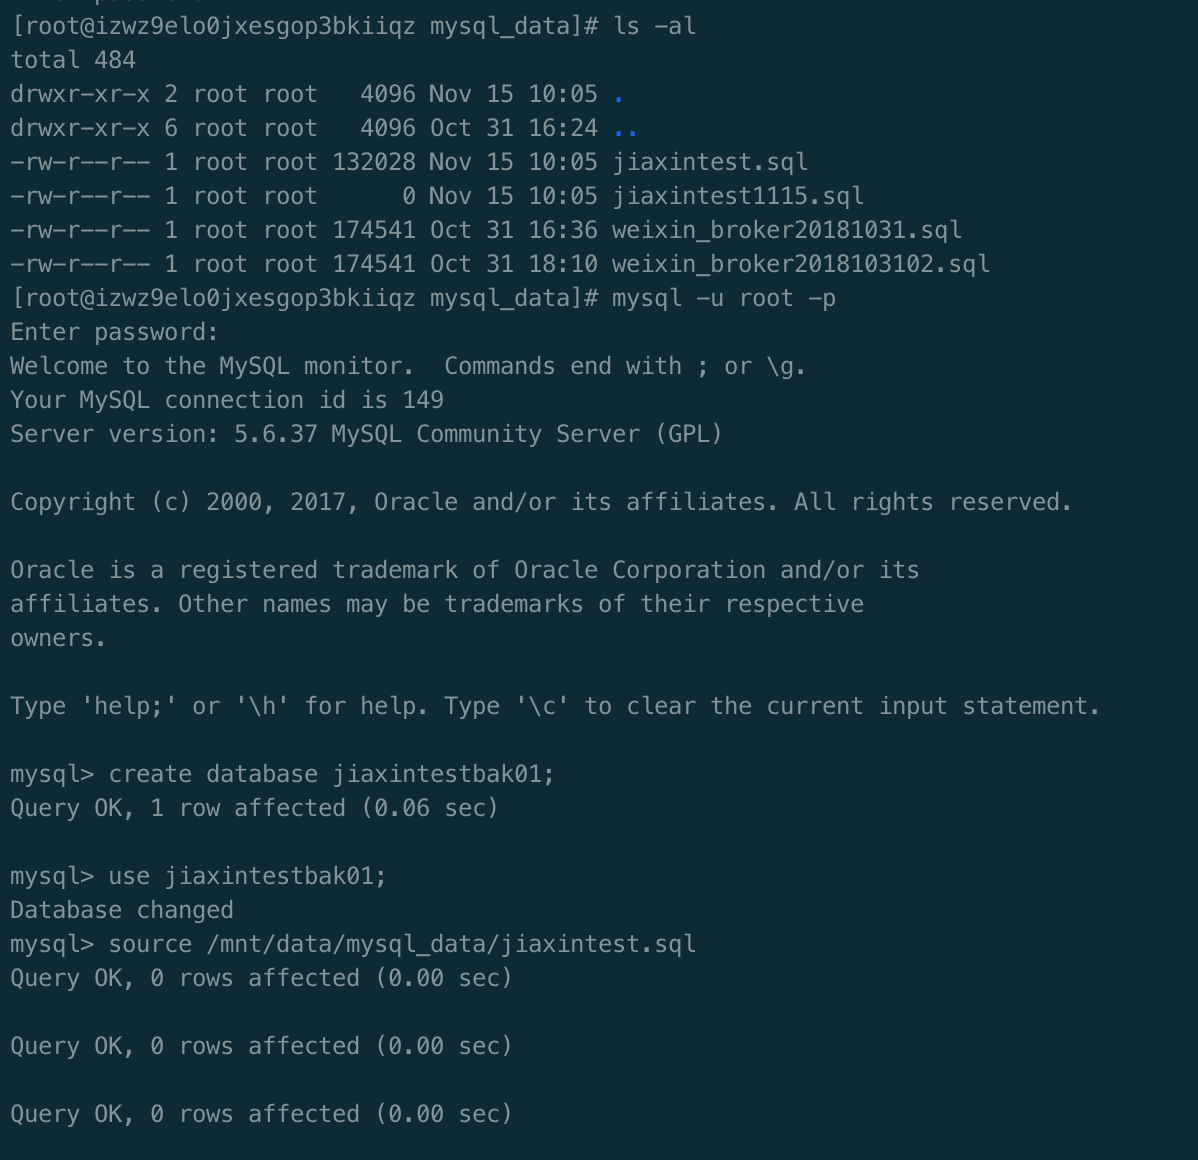 [root@izwz9elo0jxesgop3bkiiqz mysql_data]# ls -al
total 484
drwxr-xr-x 2 root root   4096 Nov 15 10:05 .
drwxr-xr-x 6 root root   4096 Oct 31 16:24 ..
-rw-r--r-- 1 root root 132028 Nov 15 10:05 jiaxintest.sql
-rw-r--r-- 1 root root      0 Nov 15 10:05 jiaxintest1115.sql
-rw-r--r-- 1 root root 174541 Oct 31 16:36 weixin_broker20181031.sql
-rw-r--r-- 1 root root 174541 Oct 31 18:10 weixin_broker2018103102.sql
[root@izwz9elo0jxesgop3bkiiqz mysql_data]# mysql -u root -p
Enter password:
Welcome to the MySQL monitor.  Commands end with ; or \g.
Your MySQL connection id is 149
Server version: 5.6.37 MySQL Community Server (GPL)

Copyright (c) 2000, 2017, Oracle and/or its affiliates. All rights reserved.

Oracle is a registered trademark of Oracle Corporation and/or its
affiliates. Other names may be trademarks of their respective
owners.

Type 'help;' or '\h' for help. Type '\c' to clear the current input statement.

mysql> create database jiaxintestbak01;
Query OK, 1 row affected (0.06 sec)

mysql> use jiaxintestbak01;
Database changed
mysql> source /mnt/data/mysql_data/jiaxintest.sql
Query OK, 0 rows affected (0.00 sec)

Query OK, 0 rows affected (0.00 sec)

Query OK, 0 rows affected (0.00 sec)